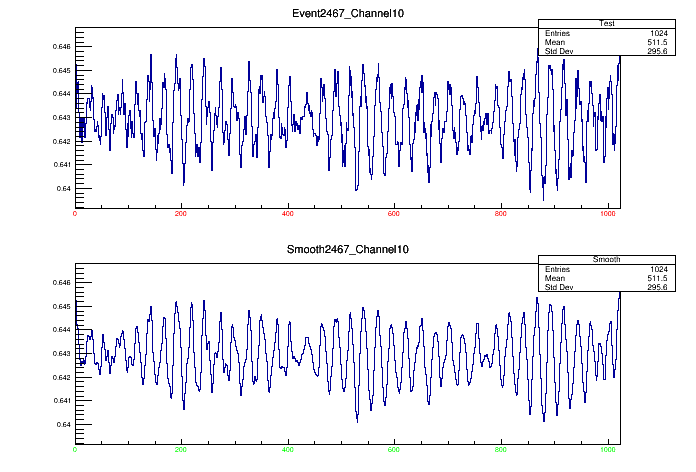 Event2467_Channel10
Test
Entries 1024
Mean 511.5
Std Dev 295.6
0.646
0.645
0.644
0.643
0.642
0.641
0.64
0 200 400 600 800 1000
Smooth2467_Channel10
Smooth
Entries 1024
Mean 511.5
Std Dev 295.6
0.646
0.645
0.644
0.643
0.642
0.641
0.64
0 200 400 600 800 1000